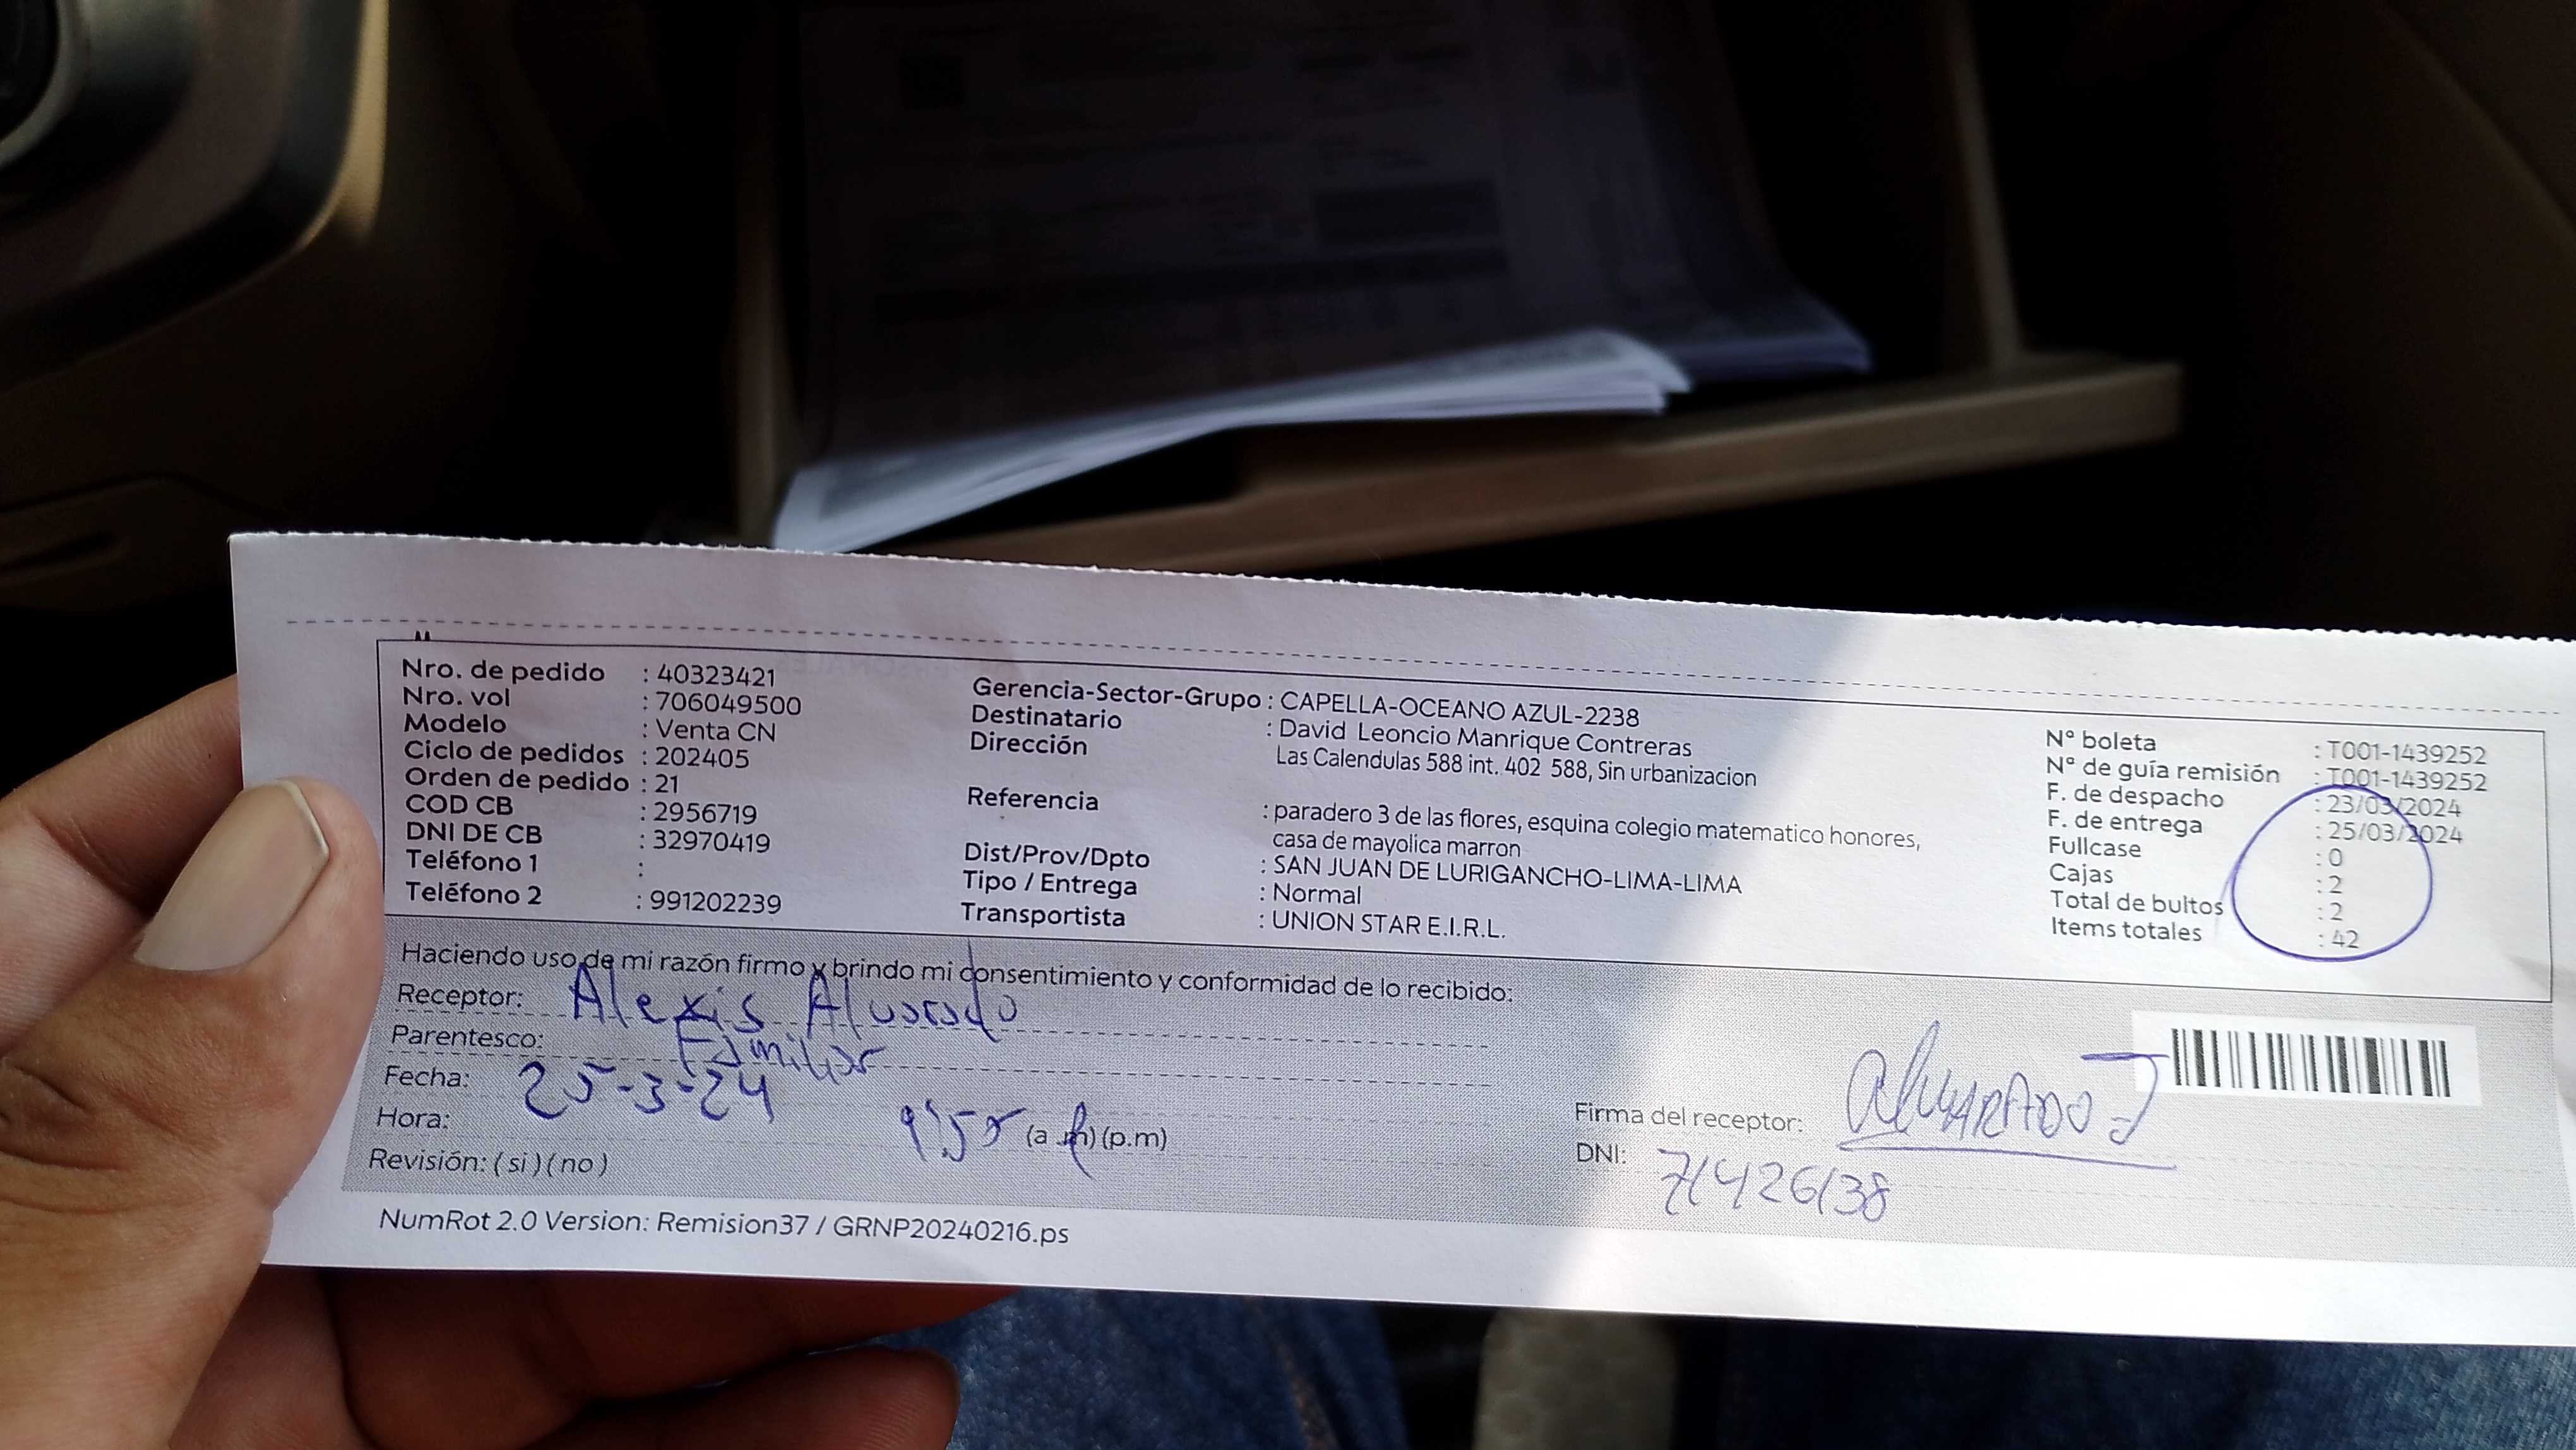 Nro. de pedido : 40323421
Nro. vol : 706049500
Modelo : Venta CN
Ciclo de pedidos : 202405
Orden de pedido : 21
COD CB : 2956719
DNI DE CB : 32970419
Teléfono 1 :
Teléfono 2 : 991202239
Gerencia-Sector-Grupo : CAPELLA-OCEANO AZUL-2238
Destinatario : David Leoncio Manrique Contreras
Dirección Las Calendulas 588 int. 402 588, Sin urbanizacion
Referencia : paradero 3 de las flores, esquina colegio matematico honores,
casa de mayolica marron
Dist/Prov/Dpto : SAN JUAN DE LURIGANCHO-LIMA-LIMA
Tipo / Entrega : Normal
Transportista : UNION STAR E.I.R.L.
N° boleta : T001-1439252
N° de guía remisión : T001-1439252
F. de despacho : 23/03/2024
F. de entrega : 25/03/2024
Fullcase : 0
Cajas : 2
Total de bultos : 2
Items totales : 42
Haciendo uso de mi razón firmo y brindo mi consentimiento y conformidad de lo recibido:
Receptor: Alexis Alvarado
Parentesco: Familiar
Fecha: 25-3-24
Hora: 9:55 (a.m) (p.m)
Revisión: ( si ) ( no )
Firma del receptor: Alvarado J
DNI: 71426138
NumRot 2.0 Version: Remision37 / GRNP20240216.ps